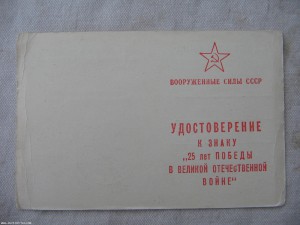 ВООРУЖЕННЫЕ СИЛЫ СССР
УДОСТОВЕРЕНИЕ
К ЗНАКУ
„25 лет ПОБЕДЫ
В ВЕЛИКОЙ ОТЕЧЕСТВЕННОЙ
ВОЙНЕ"